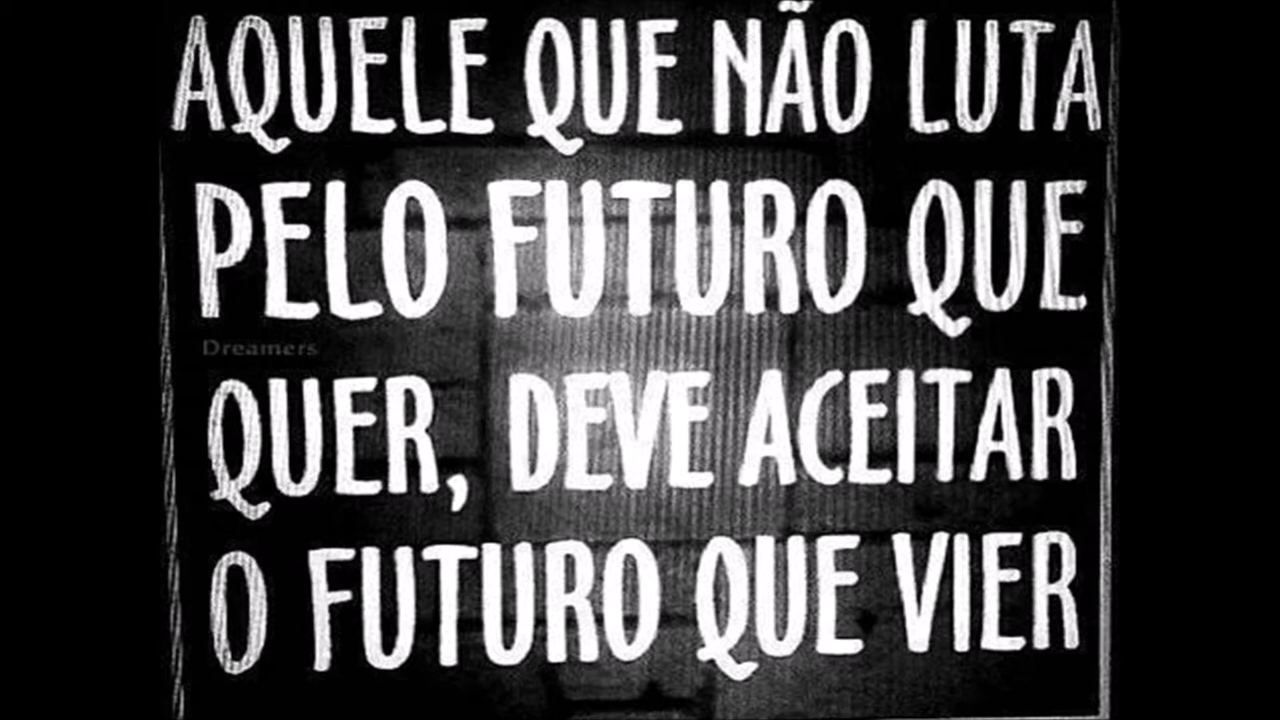 AQUELE QUE NÃO LUTA
PELO FUTURO QUE
Dreamers
QUER, DEVE ACEITAR
O FUTURO QUE VIER